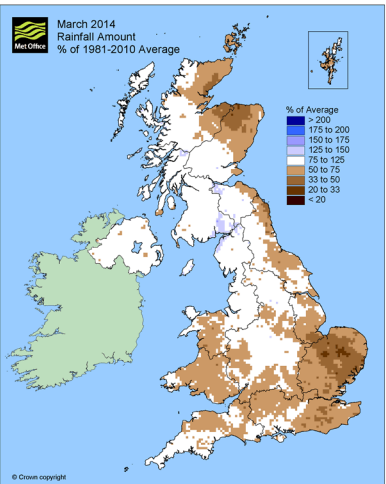 March 2014
Rainfall Amount
% of 1981-2010 Average
Met Office
% of Average
> 200
175 to 200
150 to 175
125 to 150
75 to 125
50 to 75
33 to 50
20 to 33
< 20
© Crown copyright